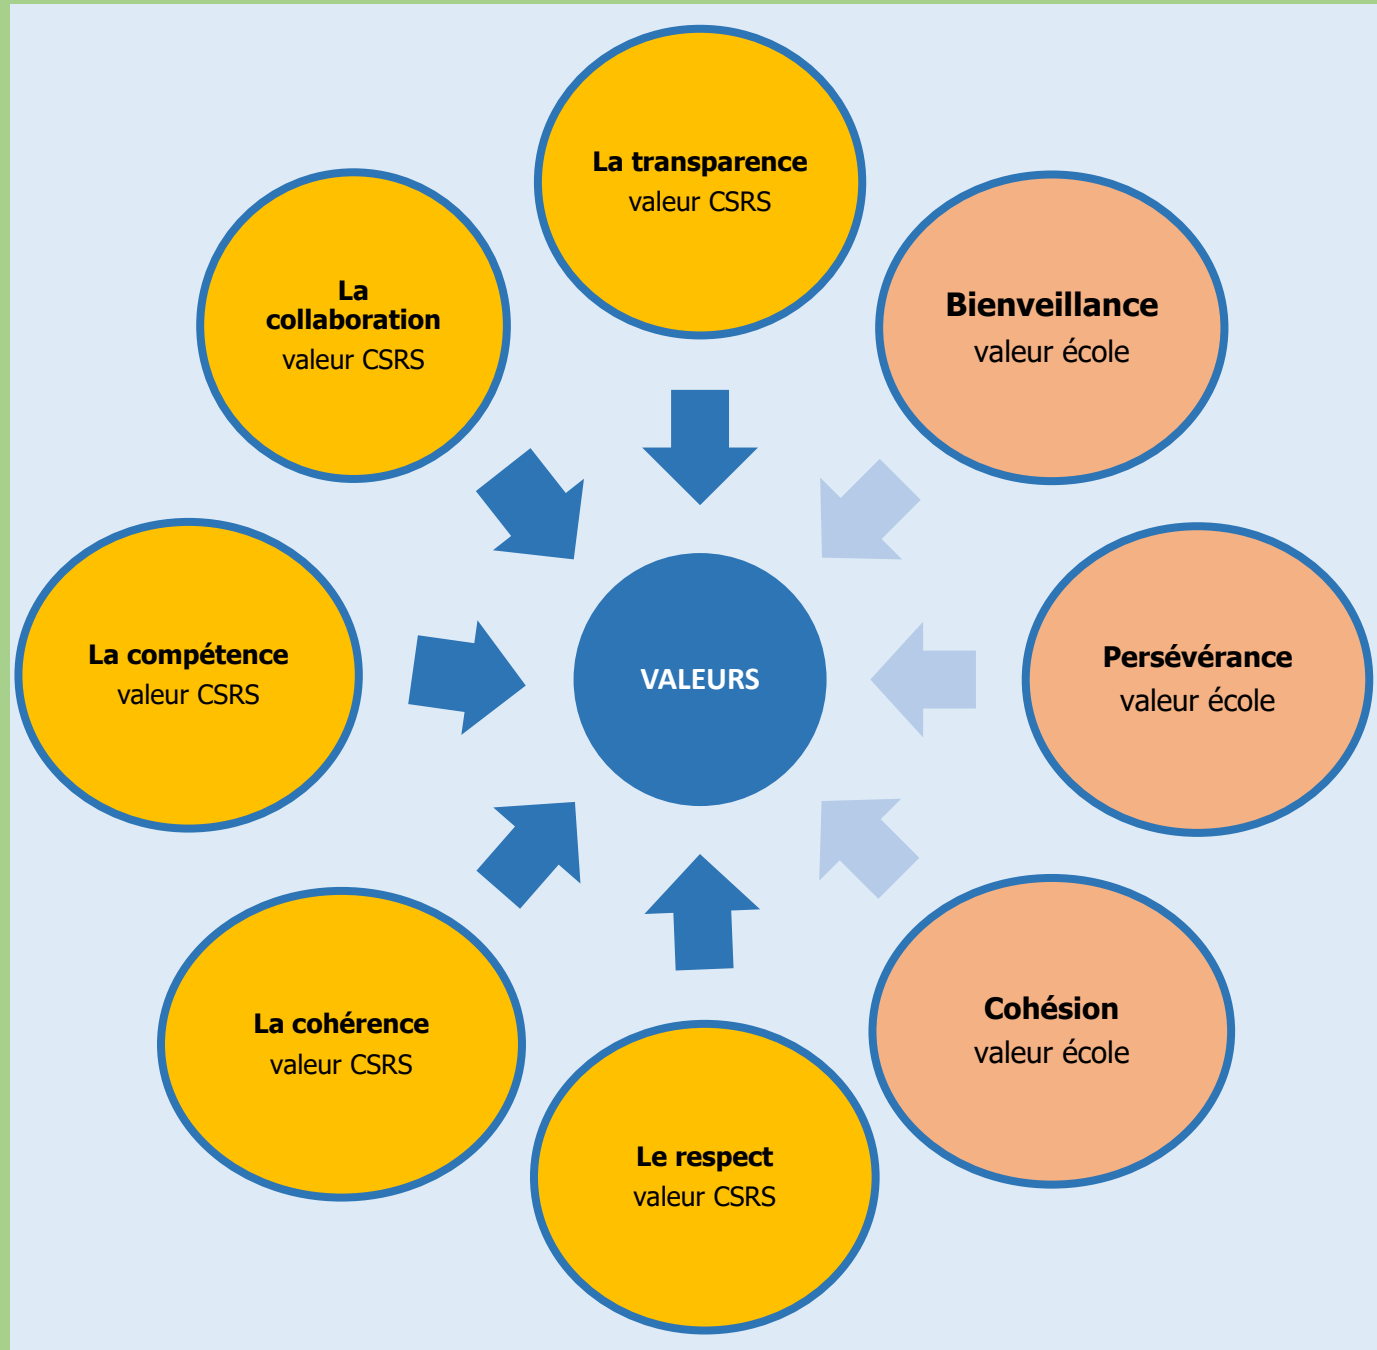 La transparence
valeur CSRS
Bienveillance
valeur école
Persévérance
valeur école
Cohésion
valeur école
Le respect
valeur CSRS
La cohérence
valeur CSRS
La compétence
valeur CSRS
La
collaboration
valeur CSRS
VALEURS